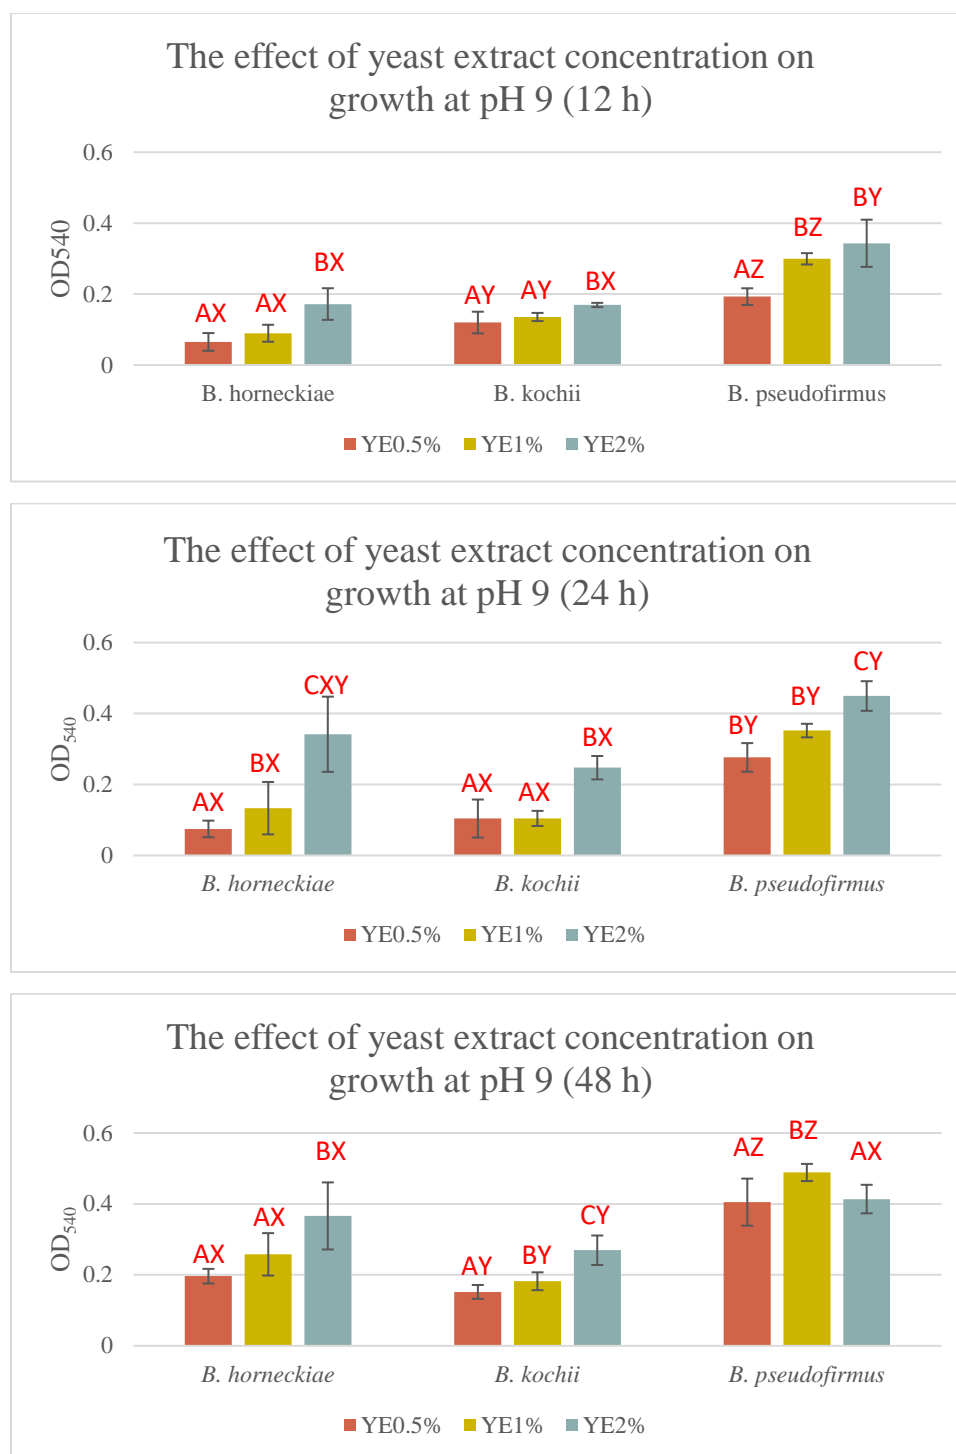 The effect of yeast extract concentration on
growth at pH 9 (12 h)
0.6
BY
BZ
0.4
OD540
BX
AZ
BX
AY
AY
AX
AX
0.2
0
B. horneckiae B. kochii B. pseudofirmus
YE0.5% YE1% YE2%
The effect of yeast extract concentration on
growth at pH 9 (24 h)
0.6
CY
CXY
BY
BY
0.4
OD540
BX
BX
AX
AX
AX
0.2
0
B. horneckiae B. kochii B. pseudofirmus
YE0.5% YE1% YE2%
The effect of yeast extract concentration on
growth at pH 9 (48 h)
0.6
BX
AZ
BZ
AX
0.4
OD540
AX
AX
AY
BY
CY
0.2
0
B. horneckiae B. kochii B. pseudofirmus
YE0.5% YE1% YE2%